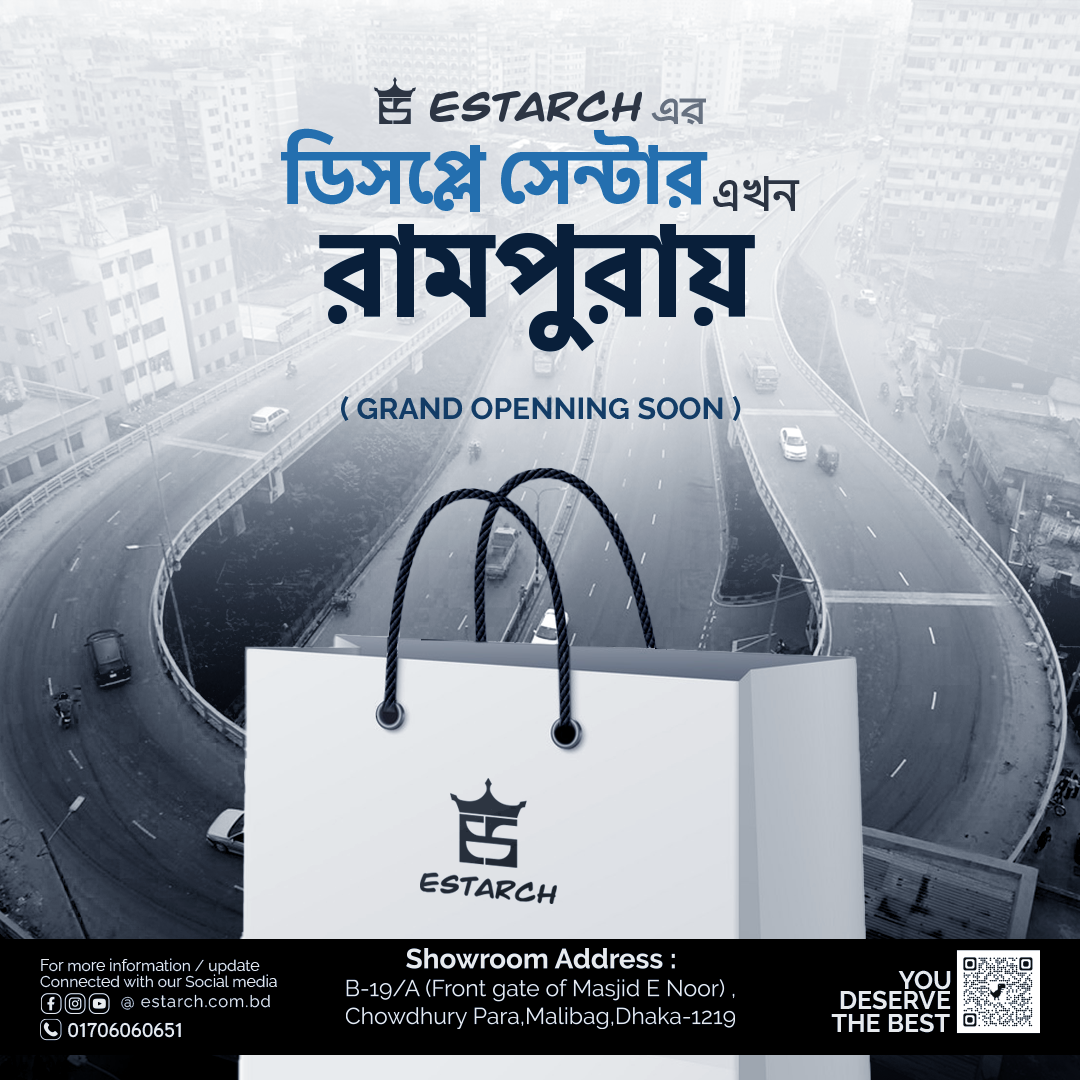 ESTARCH এর
ডিসপ্লে সেন্টার এখন
রামপুরায়
( GRAND OPENNING SOON )
ES
ESTARCH
For more information / update
Connected with our Social media
@ estarch.com.bd
01706060651
Showroom Address :
B-19/A (Front gate of Masjid E Noor) ,
Chowdhury Para,Malibag,Dhaka-1219
YOU
DESERVE
THE BEST